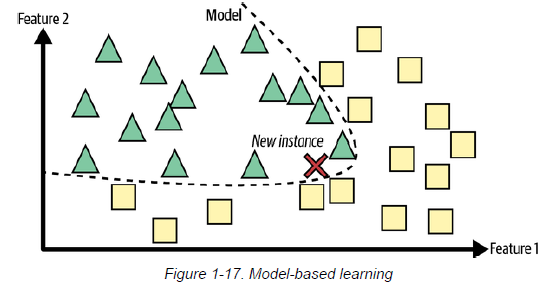 Feature 2
Model
New instance
Feature 1
Figure 1-17. Model-based learning